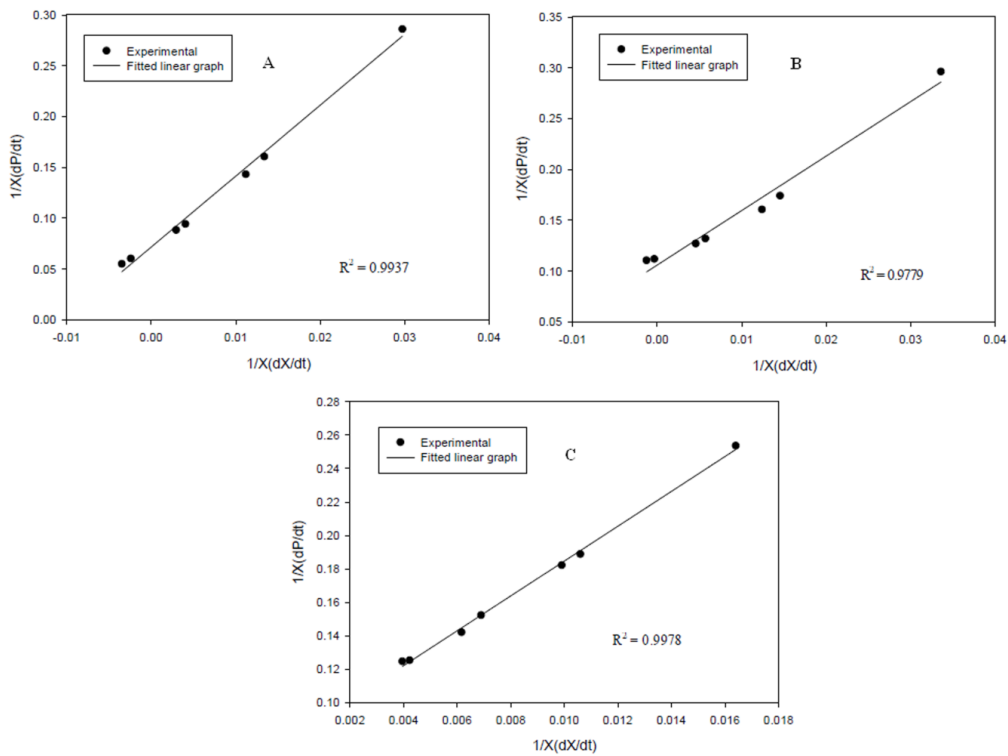 0.30
0.25
0.20
0.15
0.10
0.05
0.00
1/X(dP/dt)
Experimental
Fitted linear graph
A
R² = 0.9937
-0.01
0.00
0.01
0.02
0.03
0.04
1/X(dX/dt)
0.35
0.30
0.25
0.20
0.15
0.10
0.05
1/X(dP/dt)
Experimental
Fitted linear graph
B
R² = 0.9779
-0.01
0.00
0.01
0.02
0.03
0.04
1/X(dX/dt)
0.28
0.26
0.24
0.22
0.20
0.18
0.16
0.14
0.12
0.10
1/X(dP/dt)
Experimental
Fitted linear graph
C
R² = 0.9978
0.002
0.004
0.006
0.008
0.010
0.012
0.014
0.016
0.018
1/X(dX/dt)